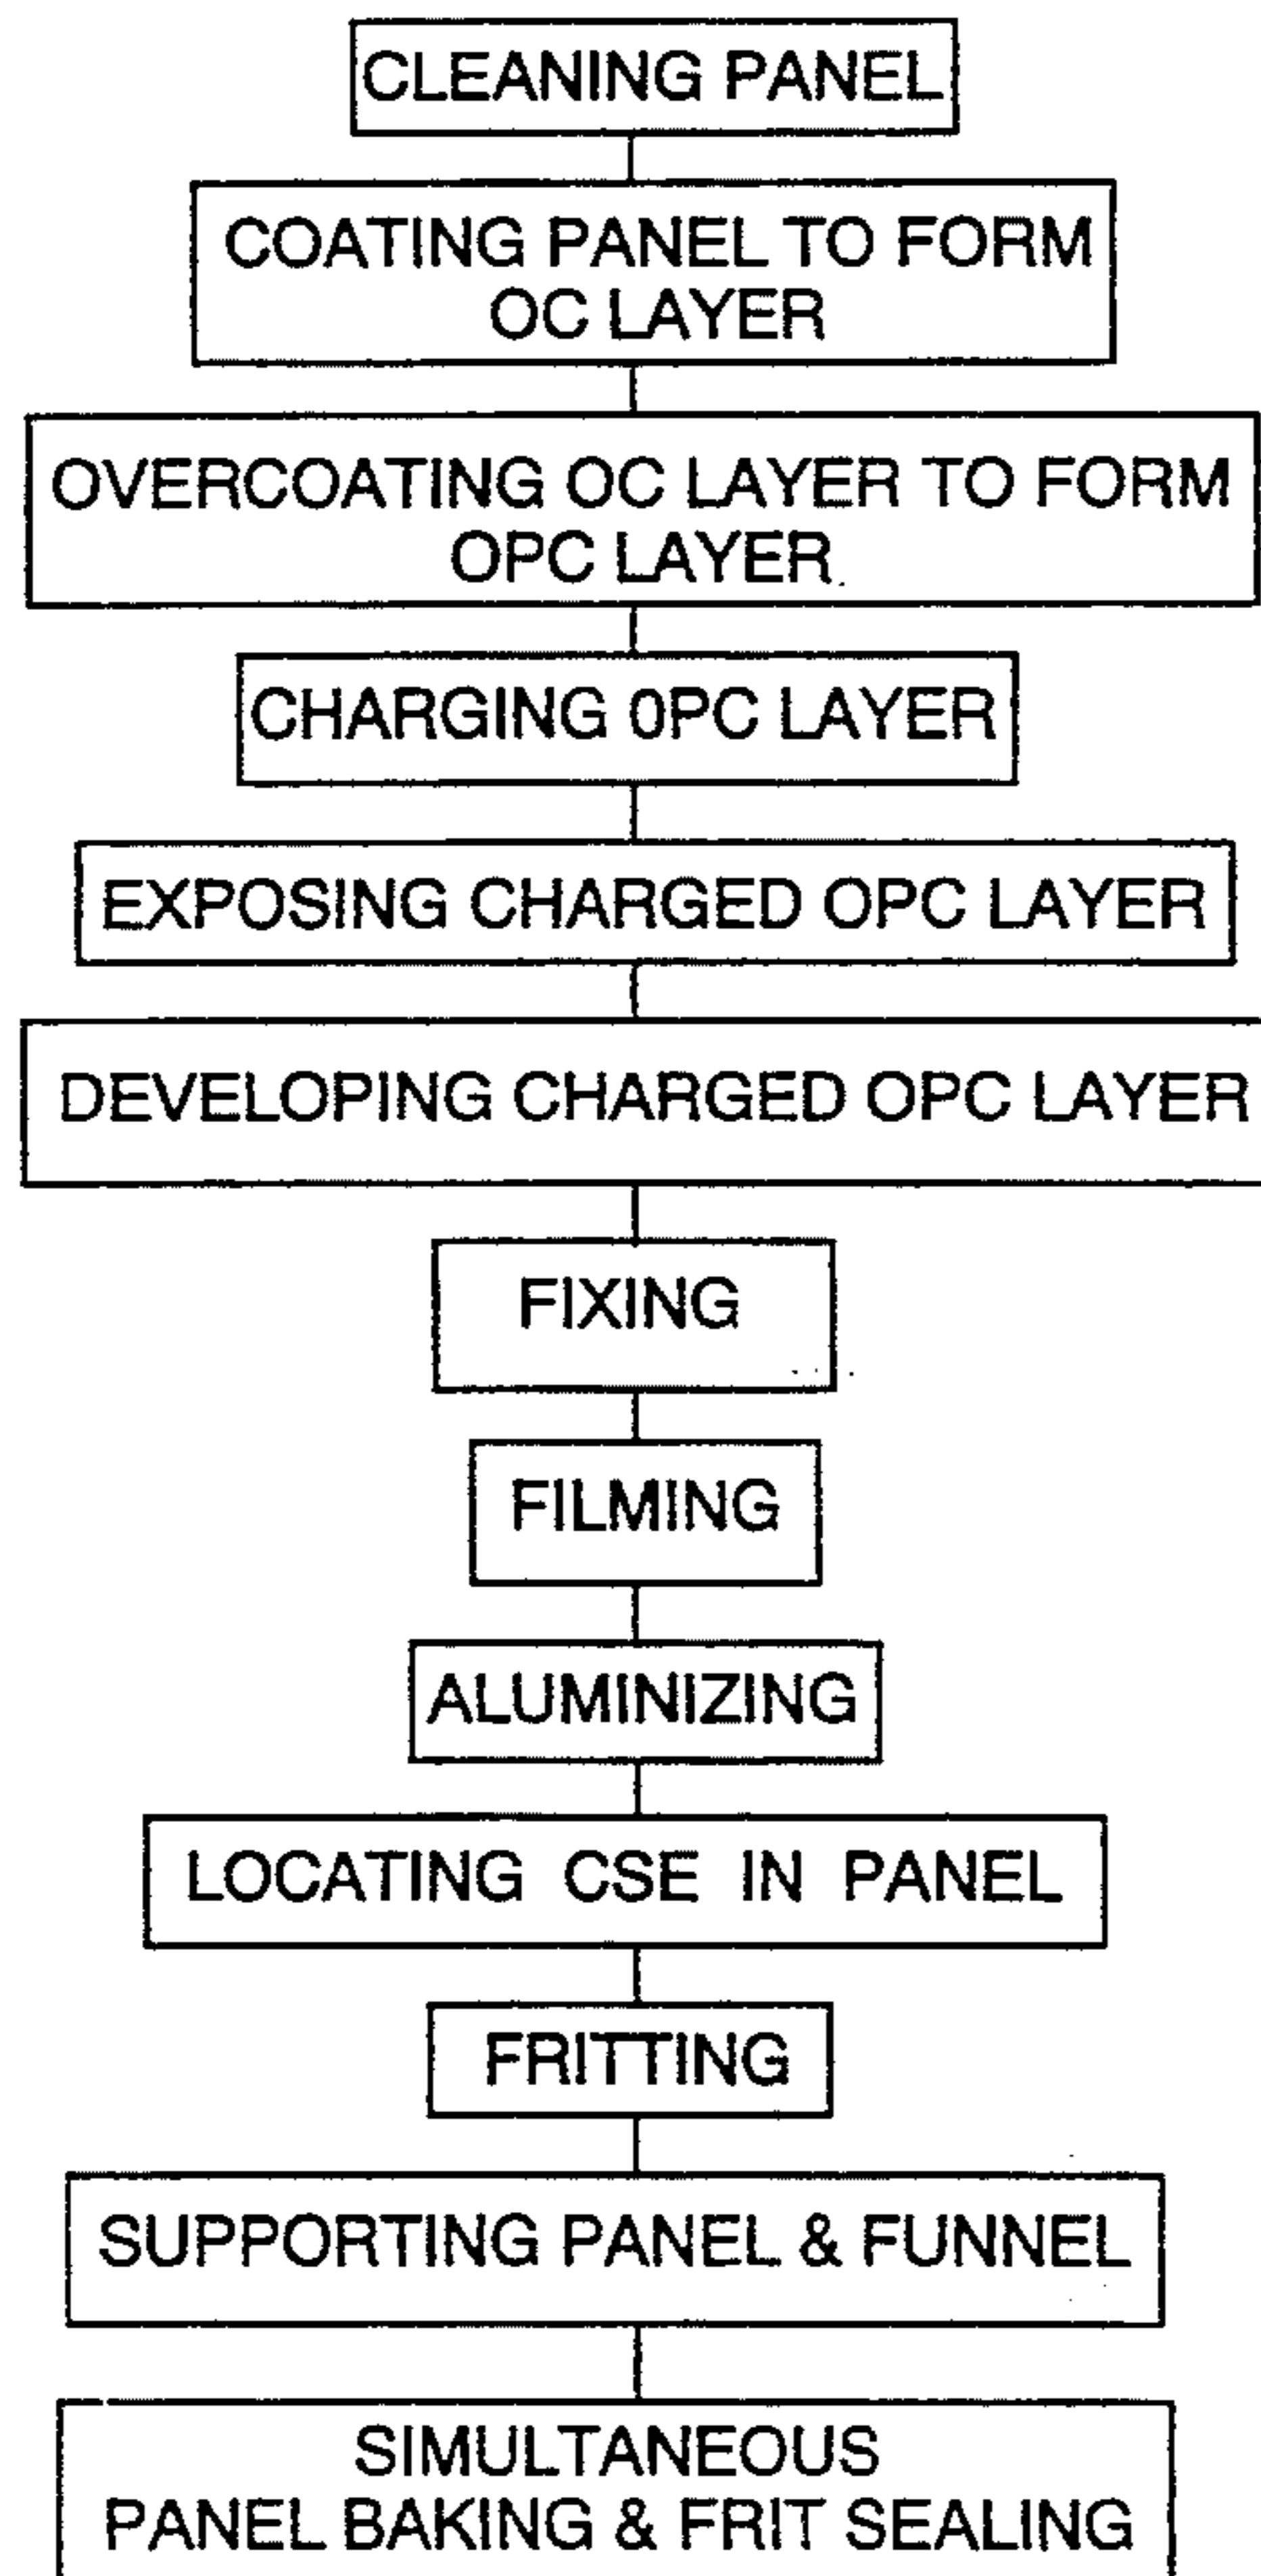 CLEANING PANEL
COATING PANEL TO FORM
OC LAYER
OVERCOATING OC LAYER TO FORM
OPC LAYER
CHARGING 0PC LAYER
EXPOSING CHARGED OPC LAYER
DEVELOPING CHARGED OPC LAYER
FIXING
FILMING
ALUMINIZING
LOCATING CSE IN PANEL
FRITTING
SUPPORTING PANEL & FUNNEL
SIMULTANEOUS
PANEL BAKING & FRIT SEALING